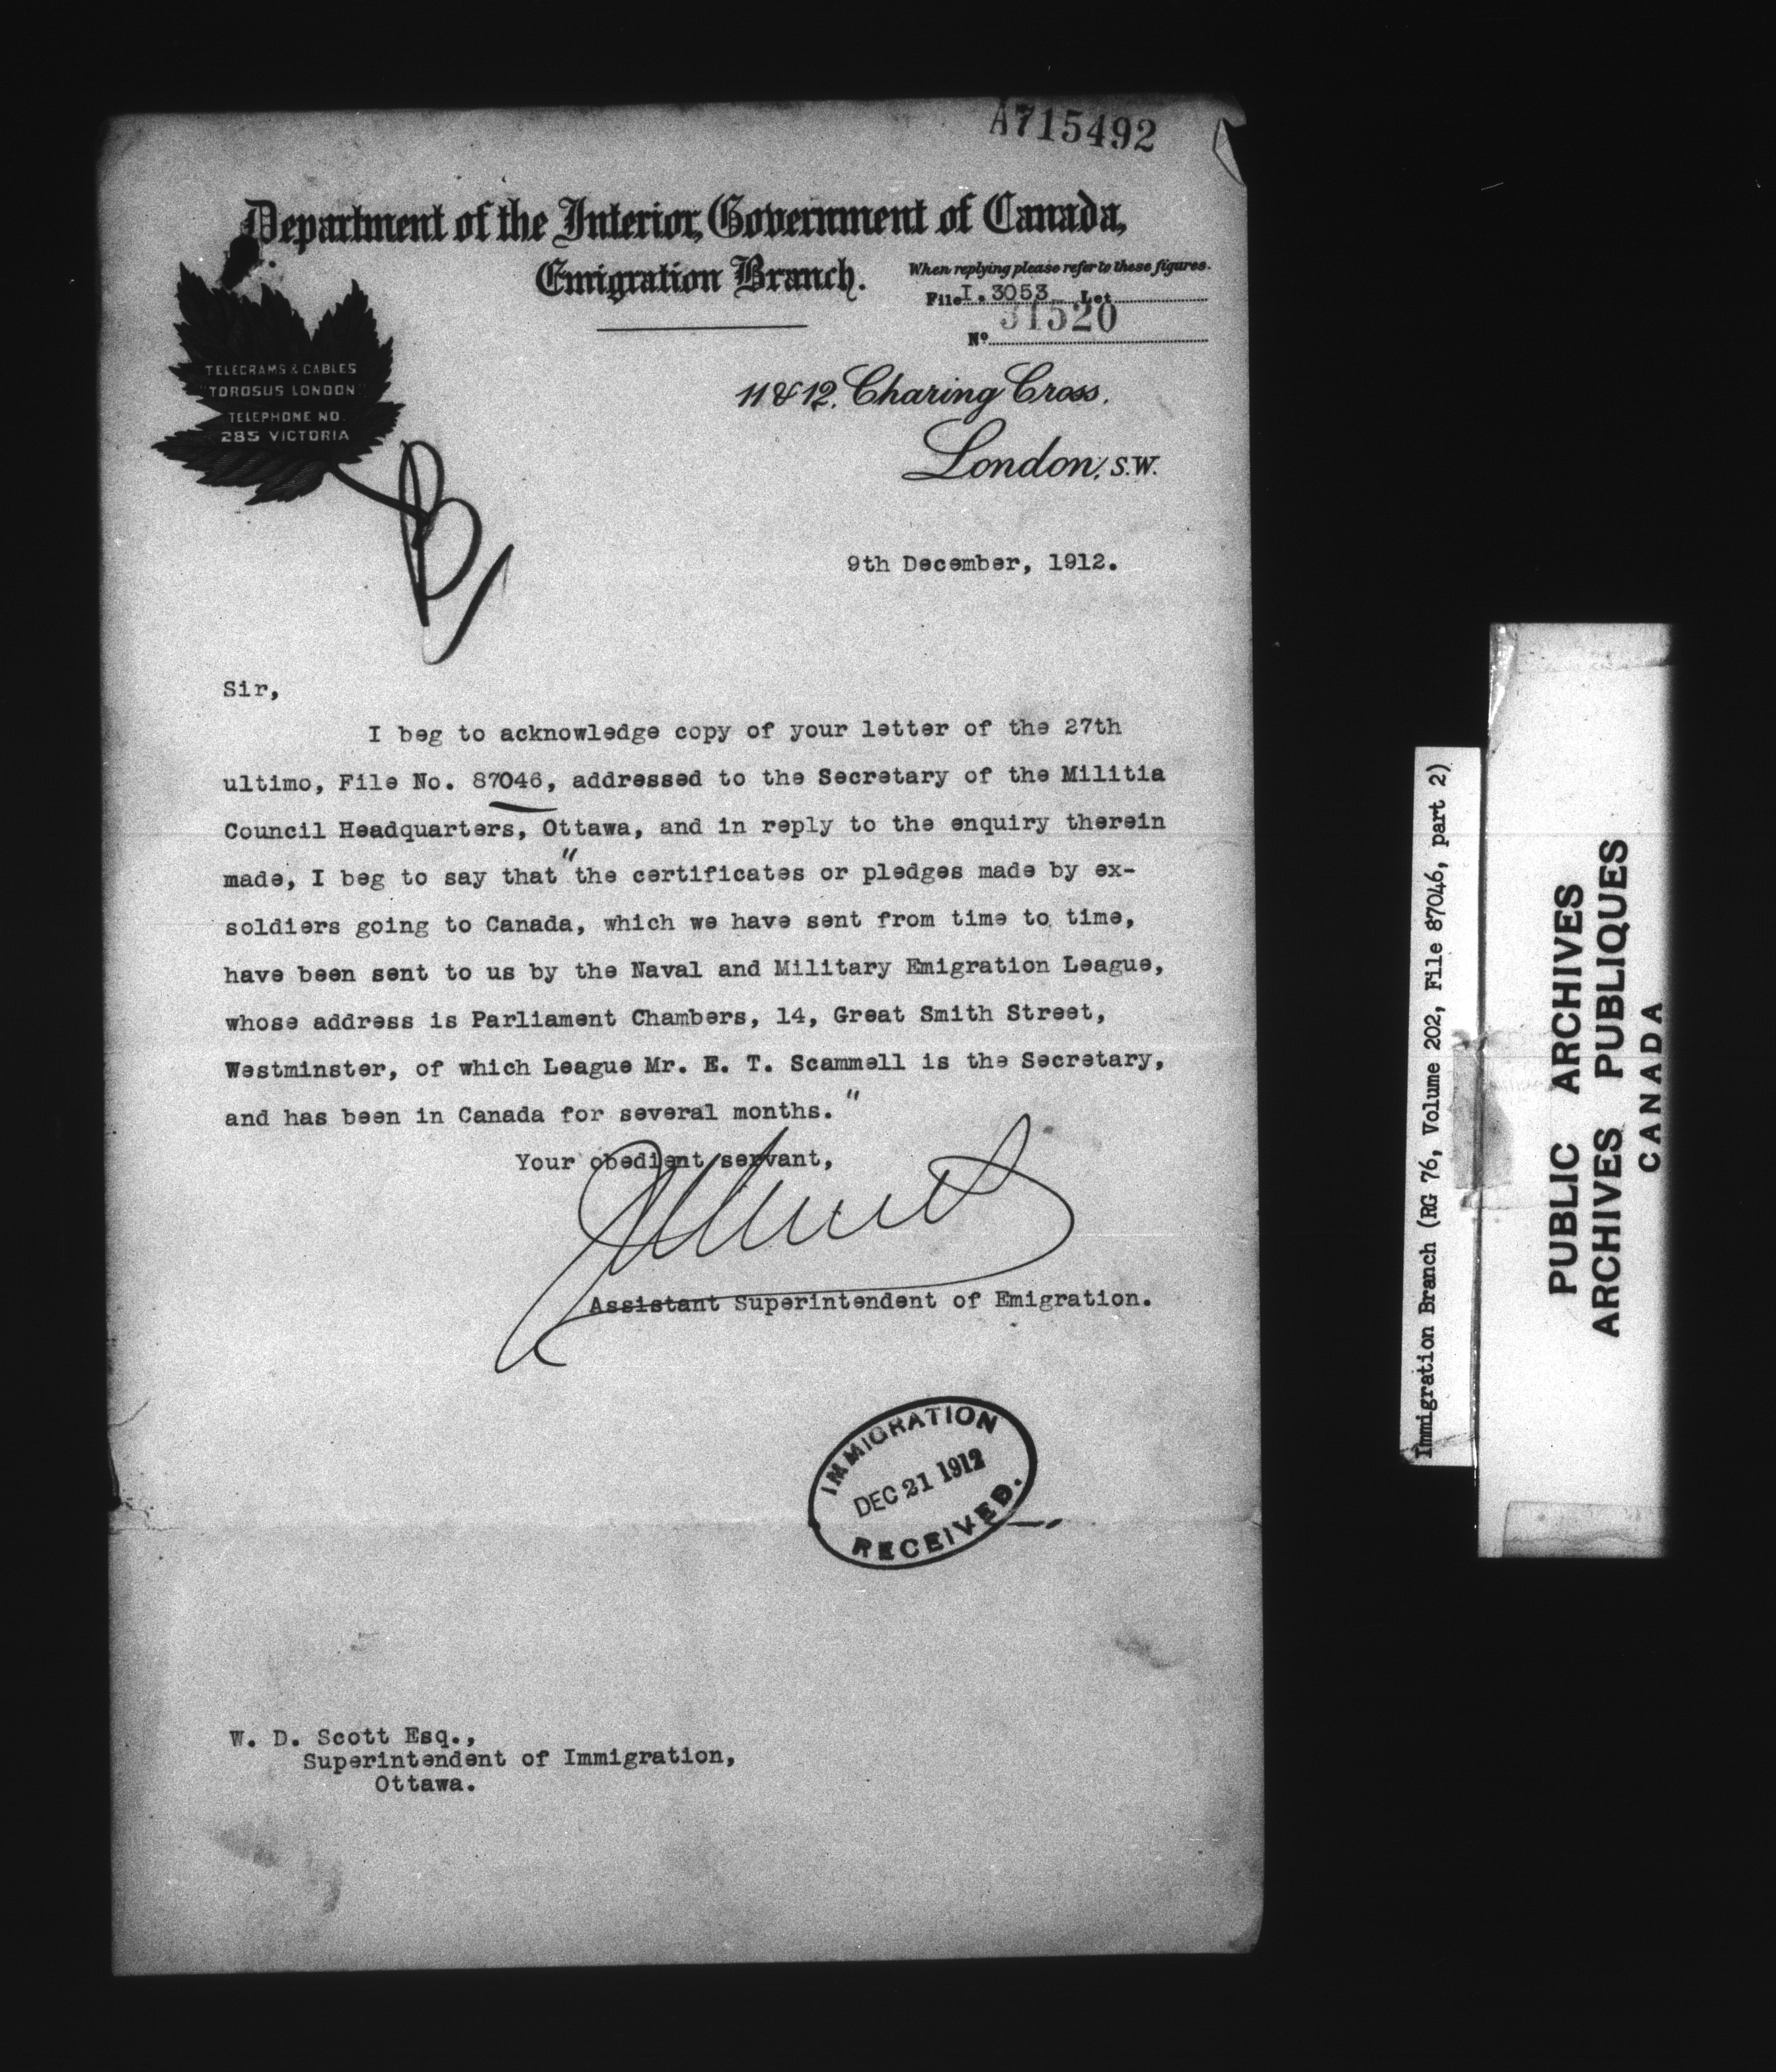 A715492
Department of the Interior, Government of Canada,
Emigration Branch.
When replying please refer to these figures.
File I.3053 Let
31520
Nº
TELEGRAMS & CABLES
"TOROSUS LONDON"
TELEPHONE NO.
285 VICTORIA
11 & 12, Charing Cross,
London, S.W.
B
9th December, 1912.
Sir,
I beg to acknowledge copy of your letter of the 27th
ultimo, File No. 87046, addressed to the Secretary of the Militia
Council Headquarters, Ottawa, and in reply to the enquiry therein
made, I beg to say that "the certificates or pledges made by ex-
soldiers going to Canada, which we have sent from time to time,
have been sent to us by the Naval and Military Emigration League,
whose address is Parliament Chambers, 14, Great Smith Street,
Westminster, of which League Mr. E. T. Scammell is the Secretary,
and has been in Canada for several months."
Your obedient servant,
Assistant Superintendent of Emigration.
IMMIGRATION
DEC 21 1912
RECEIVED.
W. D. Scott Esq.,
Superintendent of Immigration,
Ottawa.
Immigration Branch (RG 76, Volume 202, File 87046, part 2)
PUBLIC ARCHIVES
ARCHIVES PUBLIQUES
CANADA